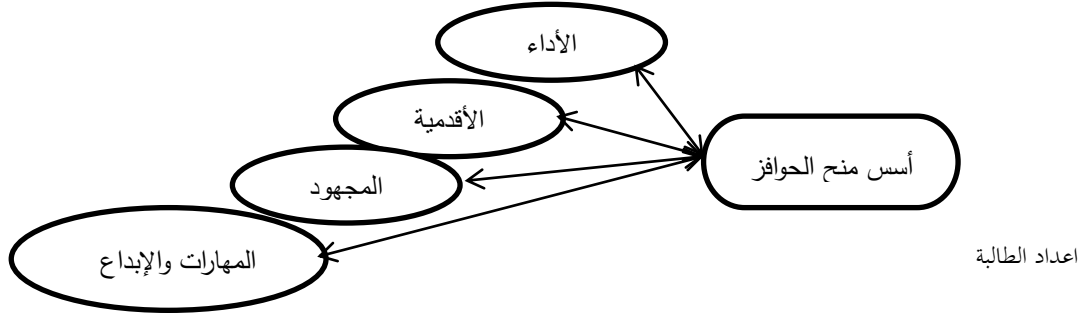 الأداء
الأقدمية
المجهود
أسس منح الحوافز
المهارات والإبداع
اعداد الطالبة